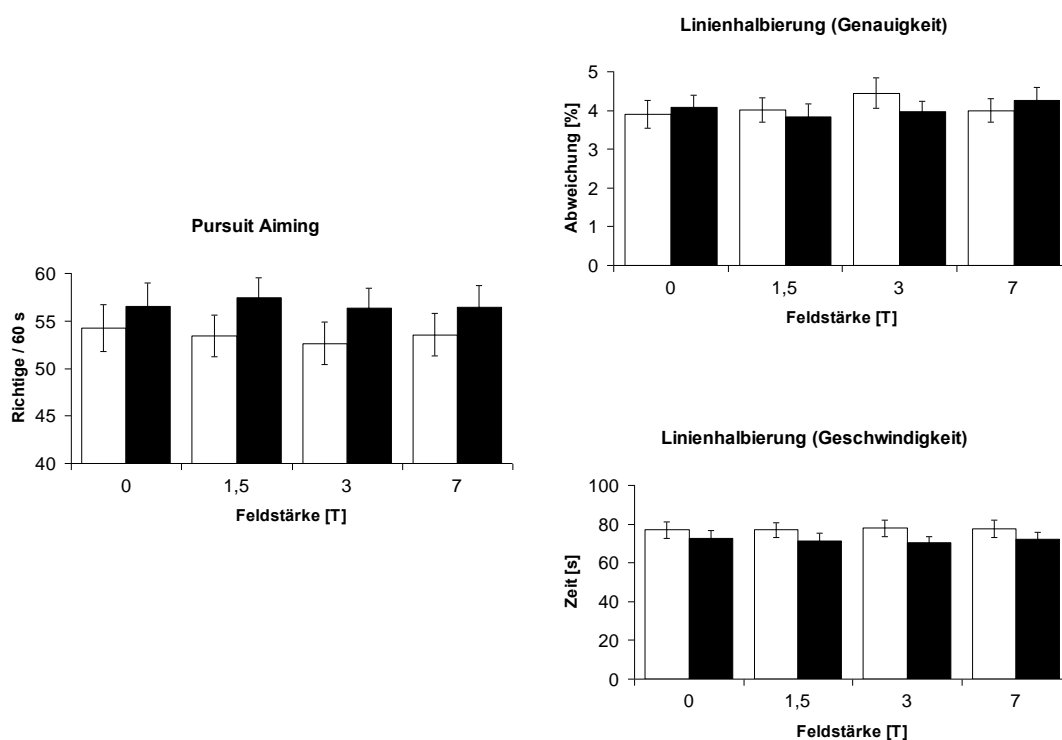 Pursuit Aiming
Richtige / 60 s
60
55
50
45
40
0 1,5 3 7
Feldstärke [T]
Linienhalbierung (Genauigkeit)
Abweichung [%]
5
4
3
2
1
0
0 1,5 3 7
Feldstärke [T]
Linienhalbierung (Geschwindigkeit)
Zeit [s]
100
80
60
40
20
0
0 1,5 3 7
Feldstärke [T]